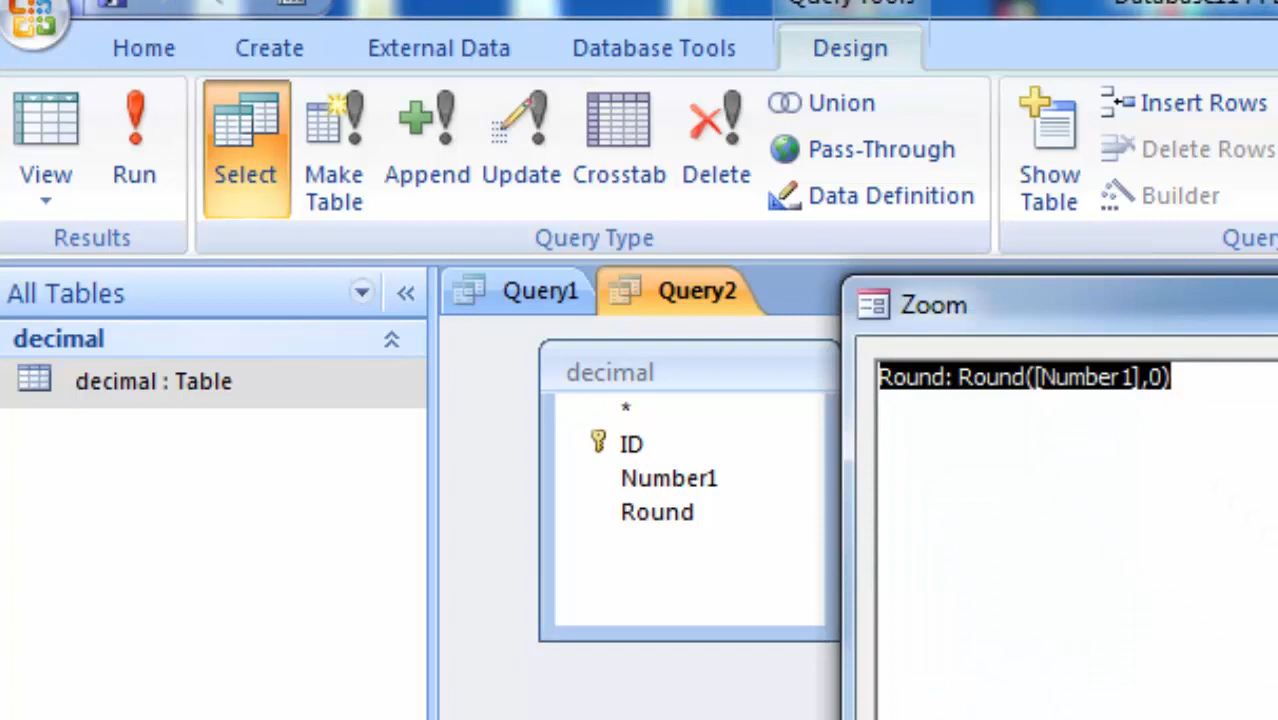 Home Create External Data Database Tools Design
View Run Select Make Table Append Update Crosstab Delete
Union
Pass-Through
Data Definition
Show Table
Insert Rows
Delete Rows
Builder
Results Query Type
All Tables
decimal
decimal : Table
Query1 Query2
decimal
*
ID
Number1
Round
Zoom
Round: Round([Number1],0)